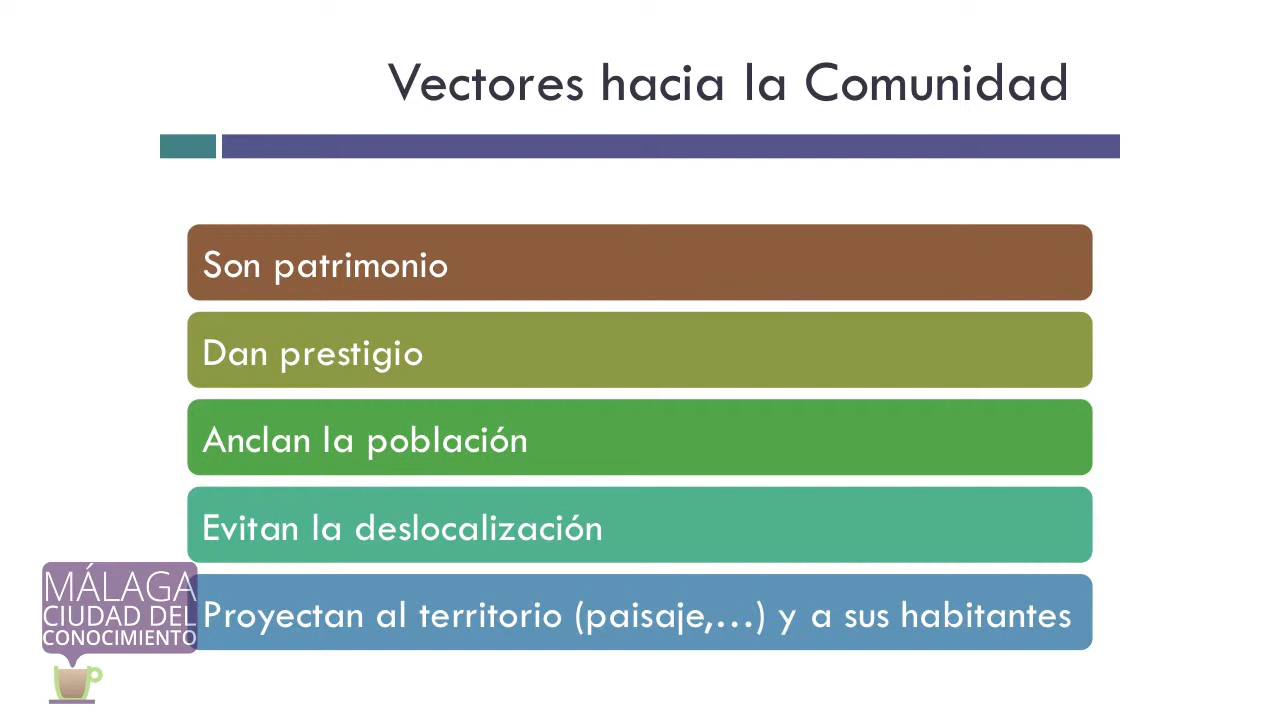 Vectores hacia la Comunidad
Son patrimonio
Dan prestigio
Anclan la población
Evitan la deslocalización
Proyectan al territorio (paisaje,...) y a sus habitantes
MÁLAGA
CIUDAD DEL
CONOCIMIENTO